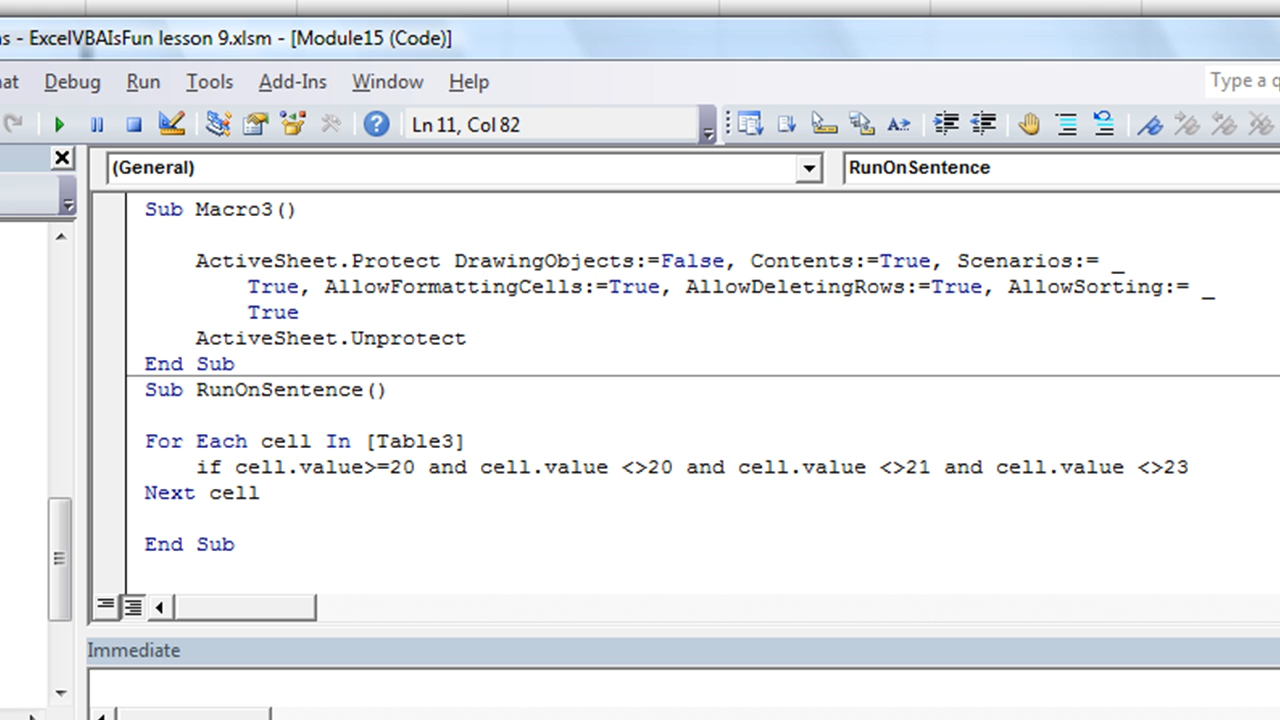 ns - ExcelVBAIsFun lesson 9.xlsm - [Module15 (Code)]
at Debug Run Tools Add-Ins Window Help Type a q
Ln 11, Col 82
(General) RunOnSentence
Sub Macro3()
ActiveSheet.Protect DrawingObjects:=False, Contents:=True, Scenarios:= _
True, AllowFormattingCells:=True, AllowDeletingRows:=True, AllowSorting:= _
True
ActiveSheet.Unprotect
End Sub
Sub RunOnSentence()
For Each cell In [Table3]
if cell.value>=20 and cell.value <>20 and cell.value <>21 and cell.value <>23
Next cell
End Sub
Immediate